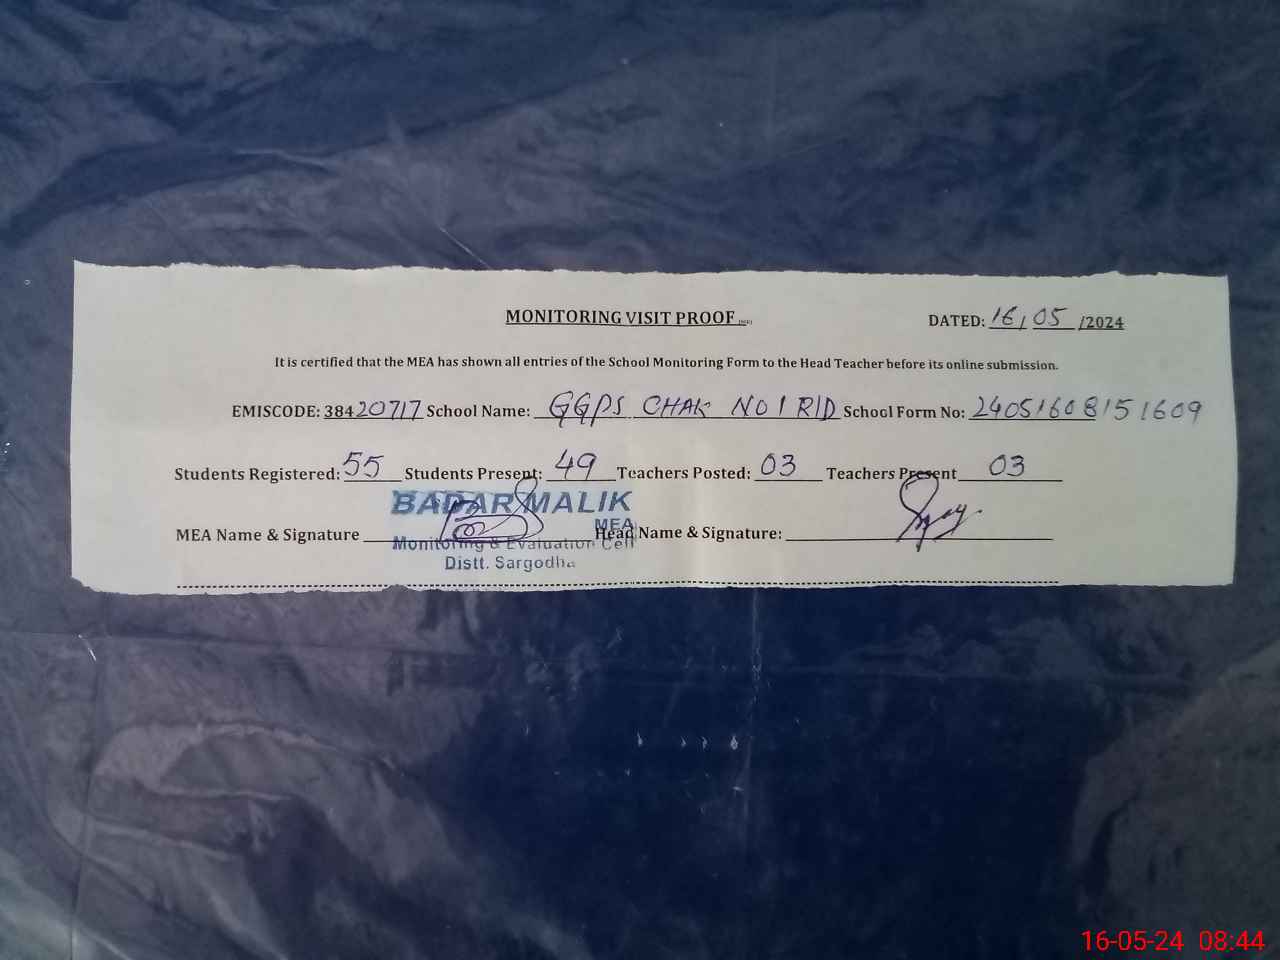 MONITORING VISIT PROOF
DATED: 16/05/2024
It is certified that the MEA has shown all entries of the School Monitoring Form to the Head Teacher before its online submission.
EMISCODE: 38420717 School Name: GGPS CHAK NO 1 RD School Form No: 24051608151609
Students Registered: 55 Students Present: 49 Teachers Posted: 03 Teachers Present 03
BADAR MALIK
MEA
MEA Name & Signature Head Name & Signature:
Monitoring & Evaluation Cell
Distt. Sargodha
16-05-24 08:44